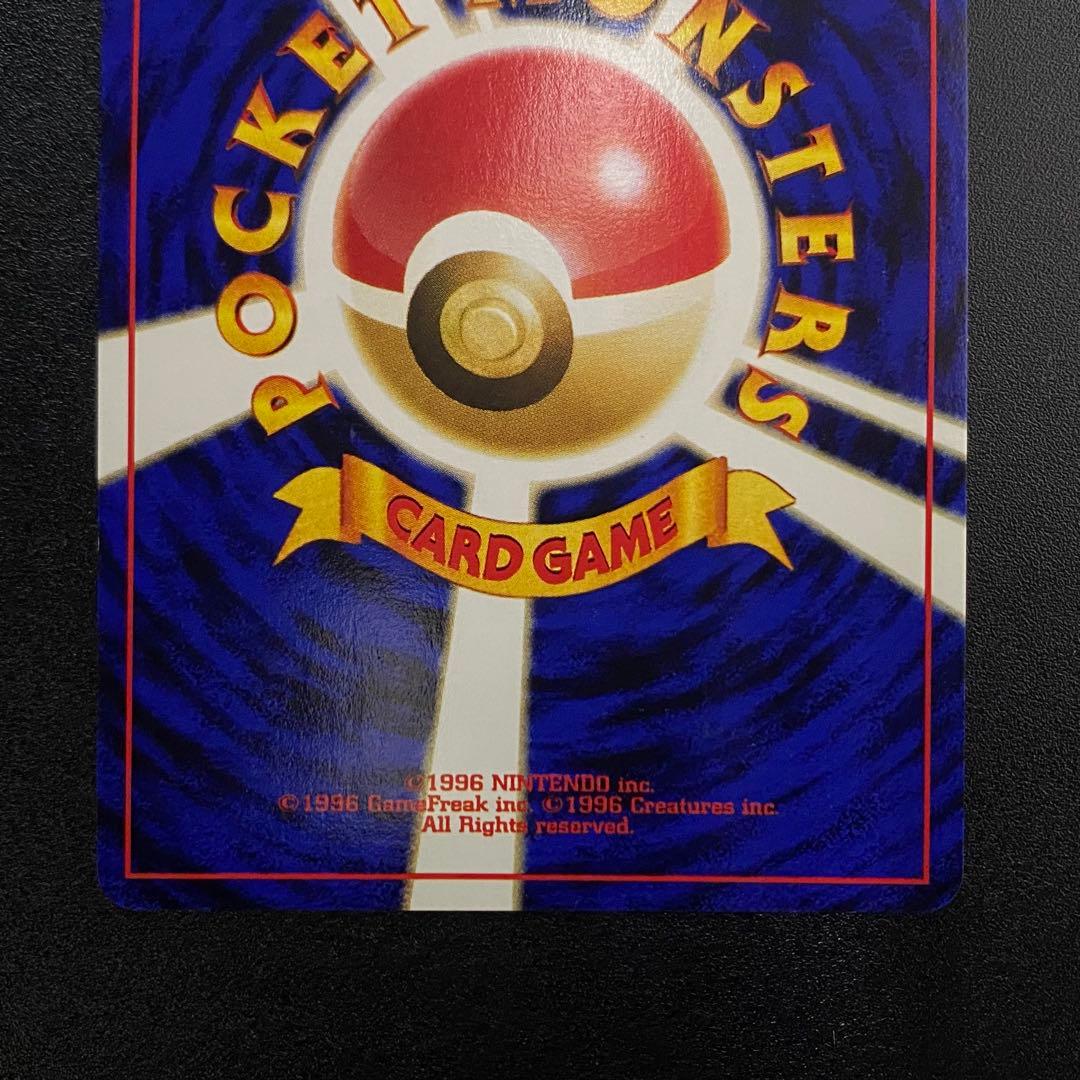 POCKET MONSTERS
CARD GAME
©1996 NINTENDO inc.
©1996 GameFreak inc. ©1996 Creatures inc.
All Rights reserved.